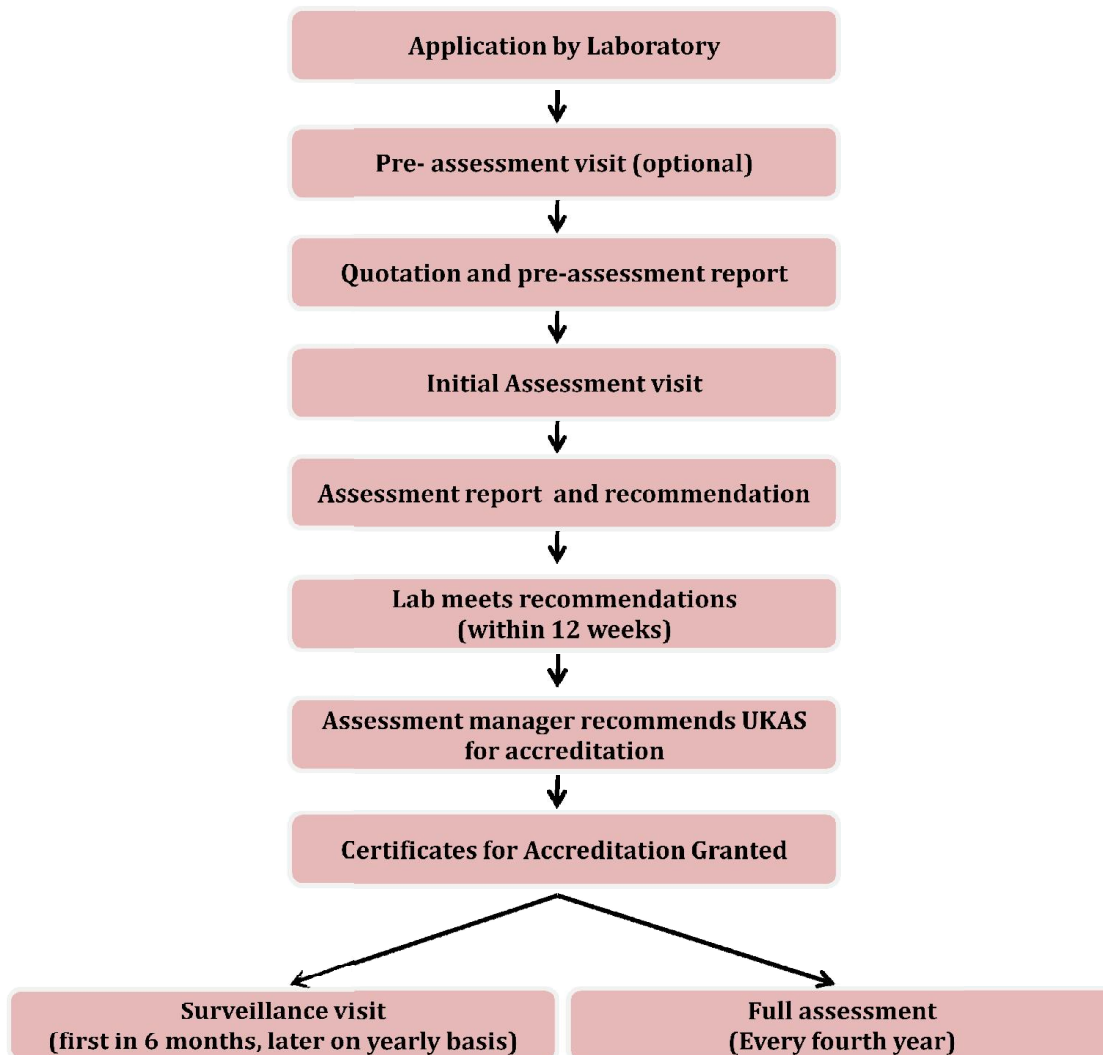 Application by Laboratory
Pre- assessment visit (optional)
Quotation and pre-assessment report
Initial Assessment visit
Assessment report and recommendation
Lab meets recommendations
(within 12 weeks)
Assessment manager recommends UKAS
for accreditation
Certificates for Accreditation Granted
Surveillance visit
(first in 6 months, later on yearly basis)
Full assessment
(Every fourth year)